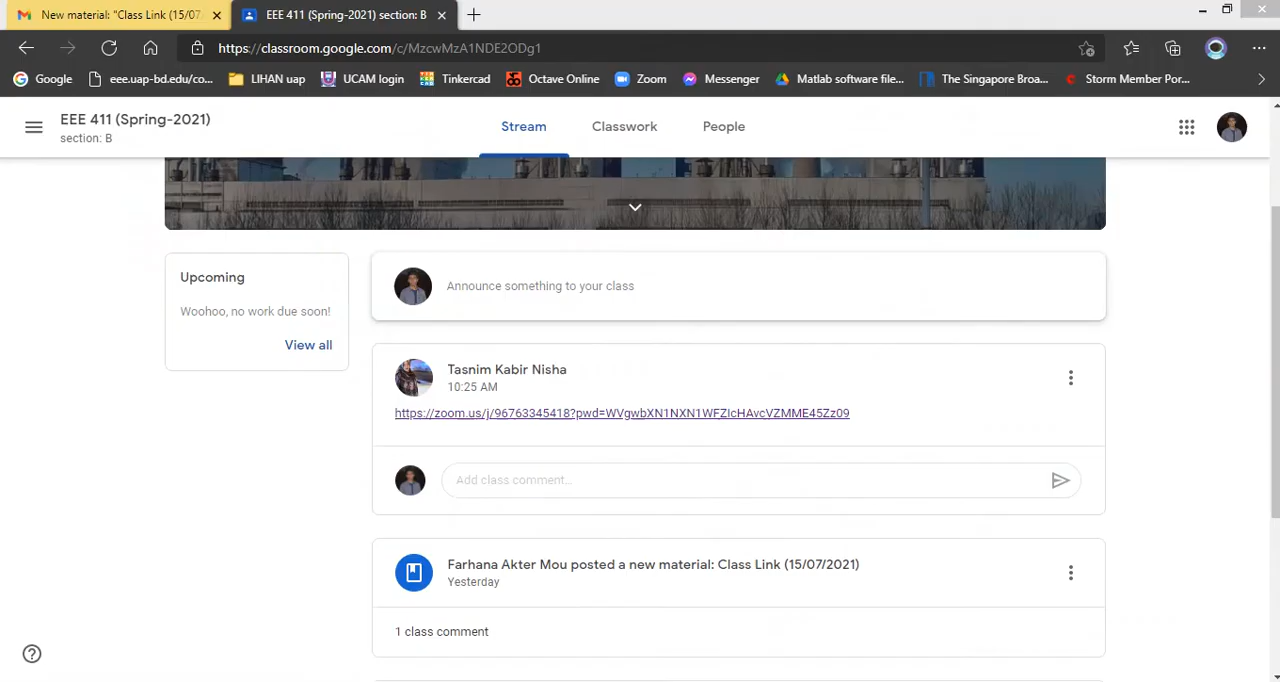 New material: "Class Link (15/07/
EEE 411 (Spring-2021) section: B
https://classroom.google.com/c/MzcwMzA1NDE2ODg1
Google
eee.uap-bd.edu/co...
LIHAN uap
UCAM login
Tinkercad
Octave Online
Zoom
Messenger
Matlab software file...
The Singapore Broa...
Storm Member Por...
EEE 411 (Spring-2021)
section: B
Stream
Classwork
People
Upcoming
Woohoo, no work due soon!
View all
Announce something to your class
Tasnim Kabir Nisha
10:25 AM
https://zoom.us/j/96763345418?pwd=WVgwbXN1NXN1WFZIcHAvcVZMME45Zz09
Add class comment...
Farhana Akter Mou posted a new material: Class Link (15/07/2021)
Yesterday
1 class comment